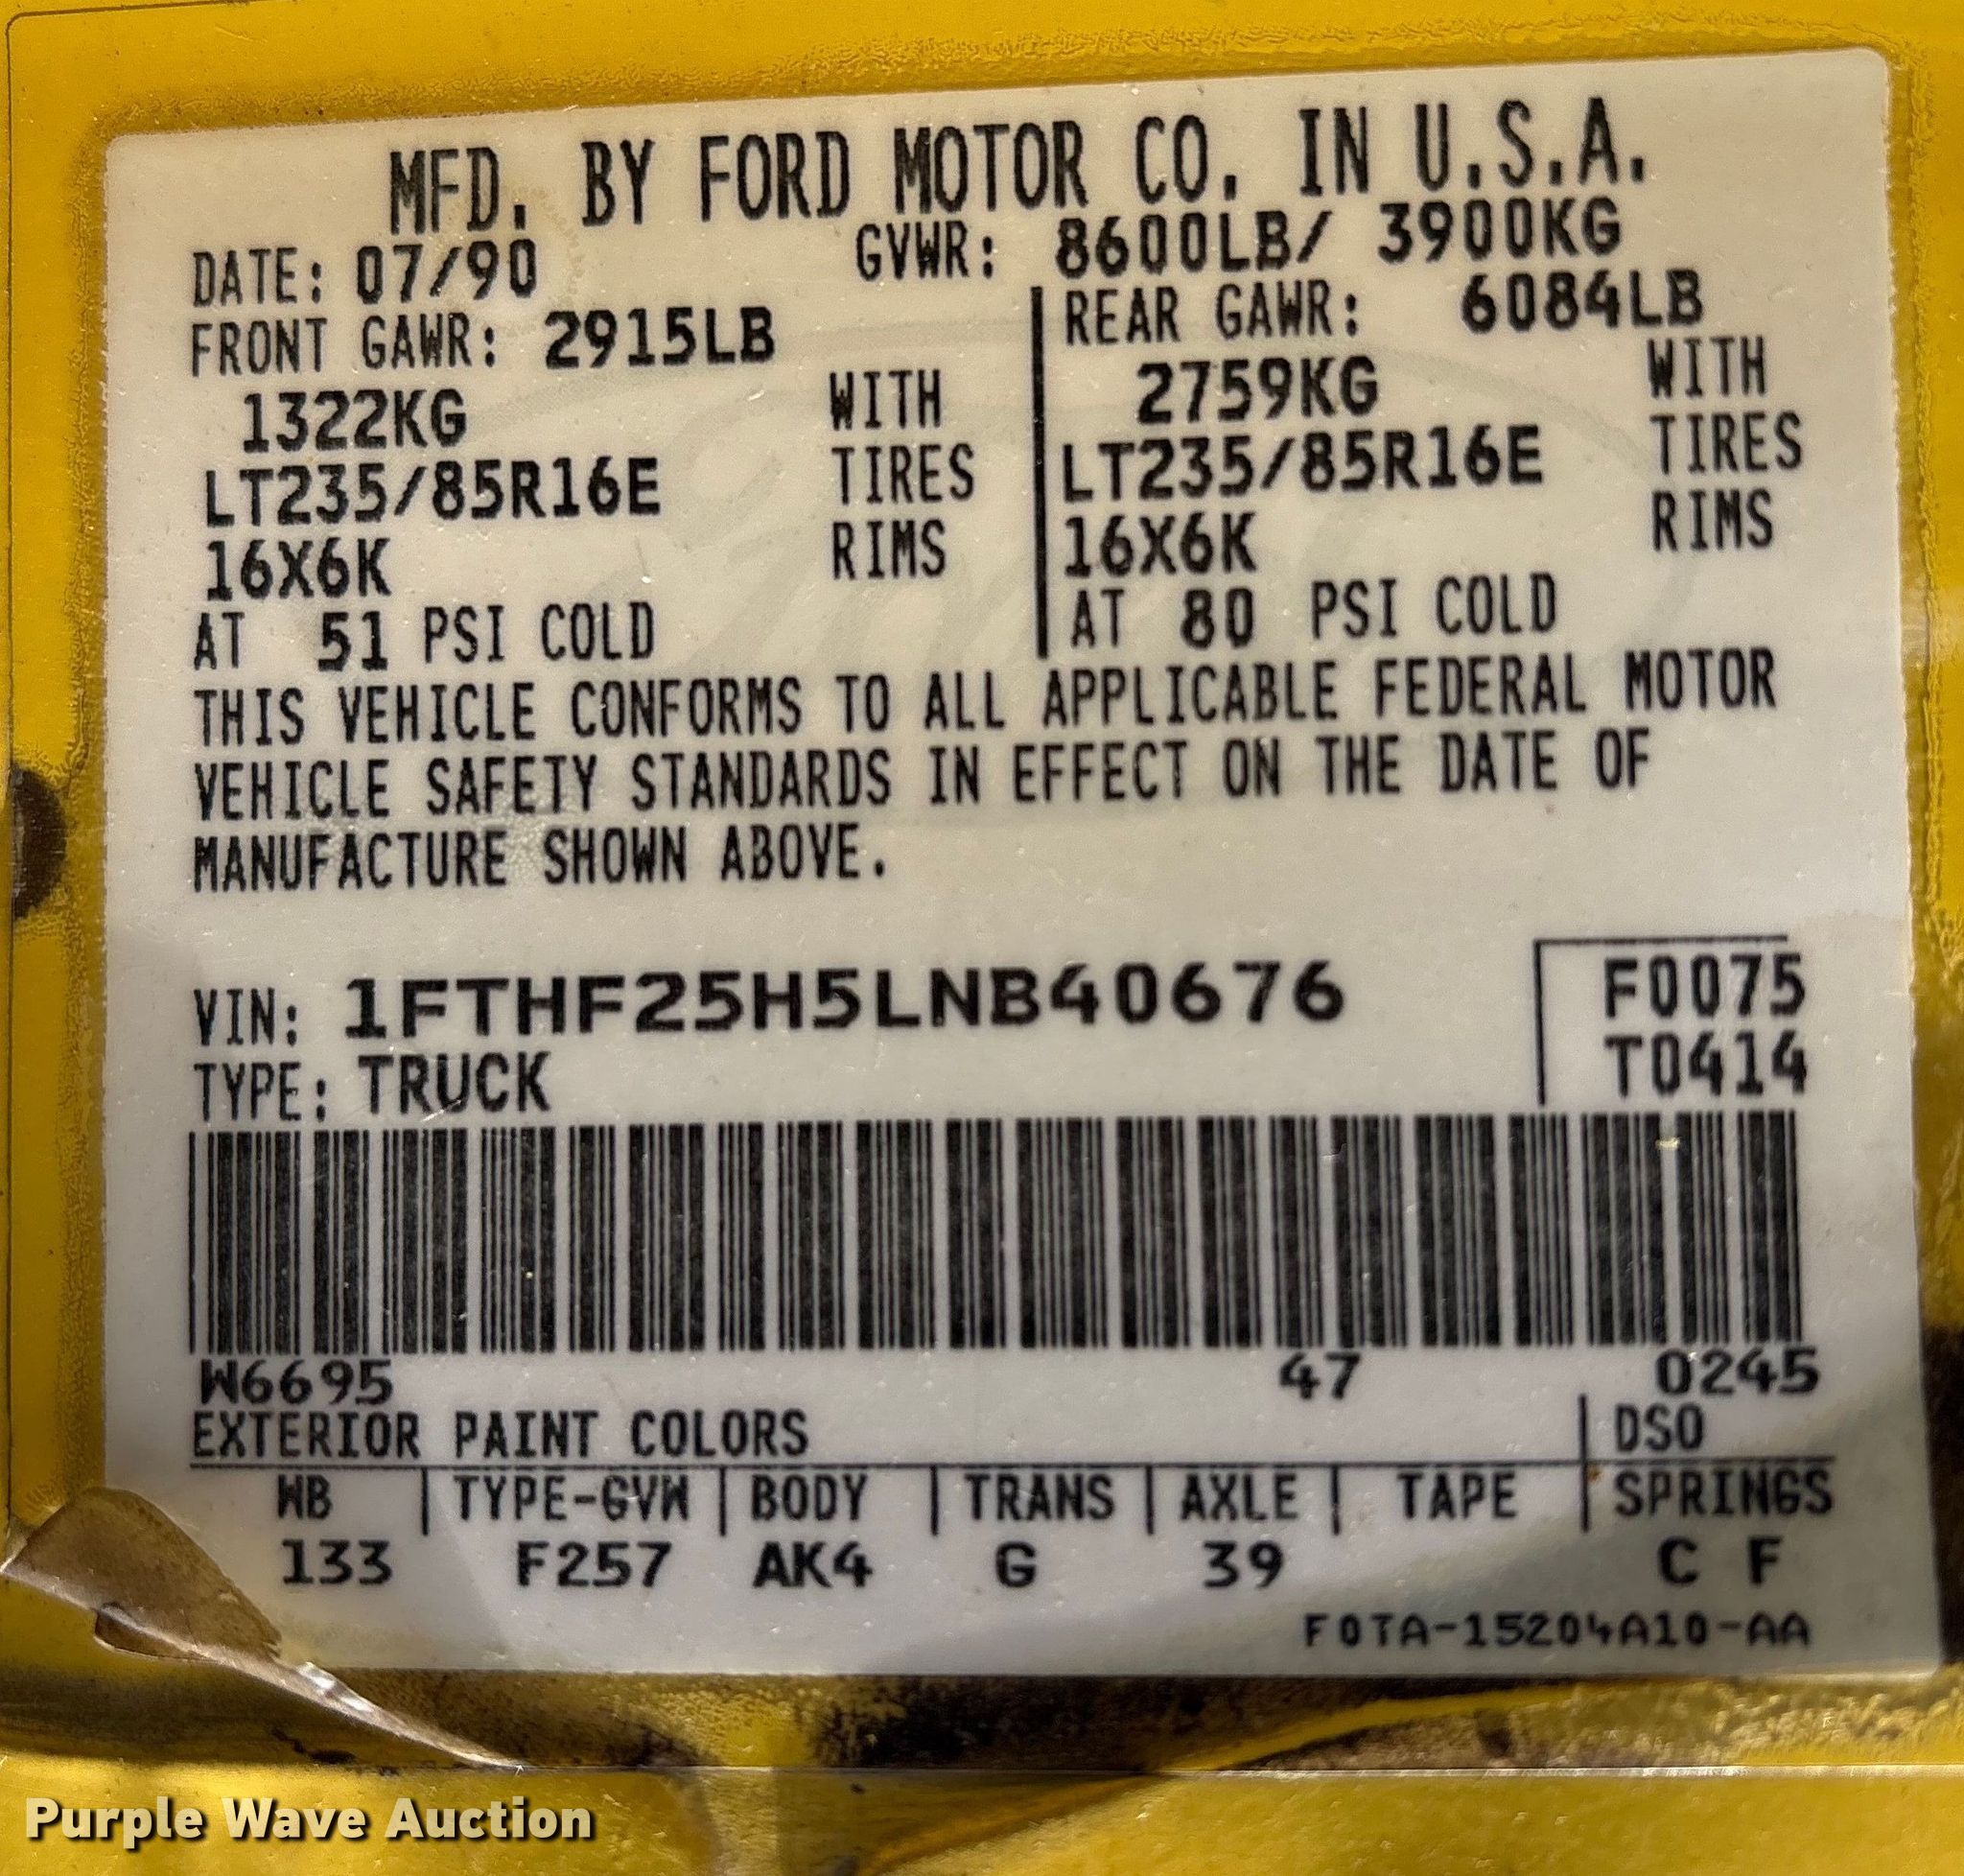 MFD. BY FORD MOTOR CO. IN U.S.A.
DATE: 07/90 GVWR: 8600LB/ 3900KG
FRONT GAWR: 2915LB REAR GAWR: 6084LB
1322KG WITH 2759KG WITH
LT235/85R16E TIRES LT235/85R16E TIRES
16X6K RIMS 16X6K RIMS
AT 51 PSI COLD AT 80 PSI COLD
THIS VEHICLE CONFORMS TO ALL APPLICABLE FEDERAL MOTOR
VEHICLE SAFETY STANDARDS IN EFFECT ON THE DATE OF
MANUFACTURE SHOWN ABOVE.
VIN: 1FTHF25H5LNB40676 F0075
TYPE: TRUCK T0414
W6695 47 0245
EXTERIOR PAINT COLORS DSO
WB TYPE-GVW BODY TRANS AXLE TAPE SPRINGS
133 F257 AK4 G 39 C F
F0TA-15204A10-AA
Purple Wave Auction